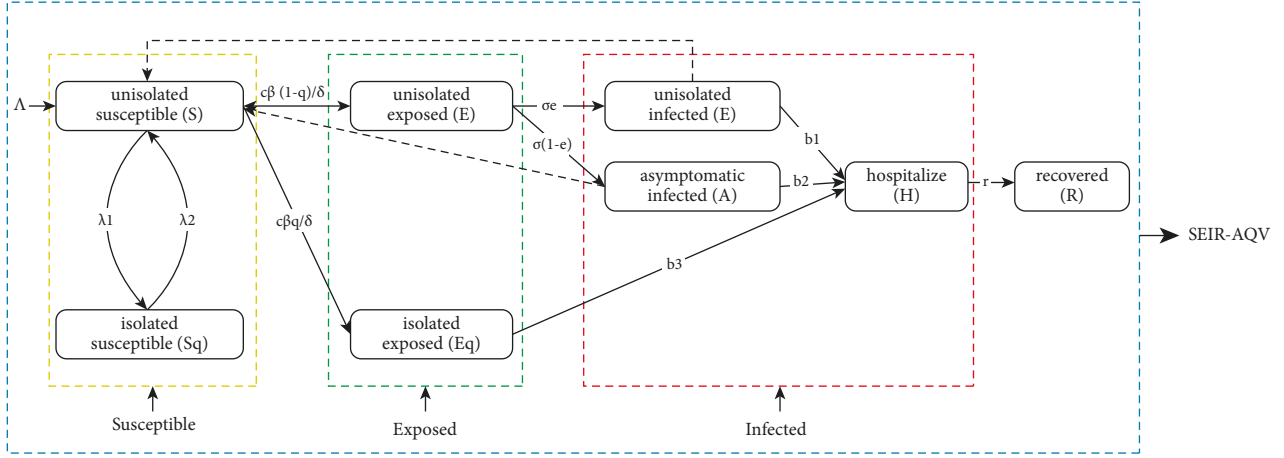 Λ
unisolated
susceptible (S)
cβ (1-q)/δ
unisolated
exposed (E)
σe
σ(1-e)
unisolated
infected (E)
b1
asymptomatic
infected (A)
b2
hospitalize
(H)
r
recovered
(R)
SEIR-AQV
λ1
λ2
cβq/δ
b3
isolated
susceptible (Sq)
isolated
exposed (Eq)
Susceptible
Exposed
Infected